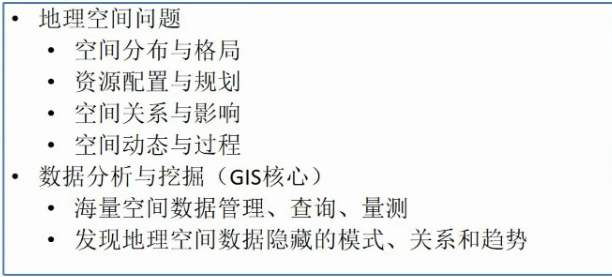 • 地理空间问题
• 空间分布与格局
• 资源配置与规划
• 空间关系与影响
• 空间动态与过程
• 数据分析与挖掘（GIS核心）
• 海量空间数据管理、查询、量测
• 发现地理空间数据隐藏的模式、关系和趋势